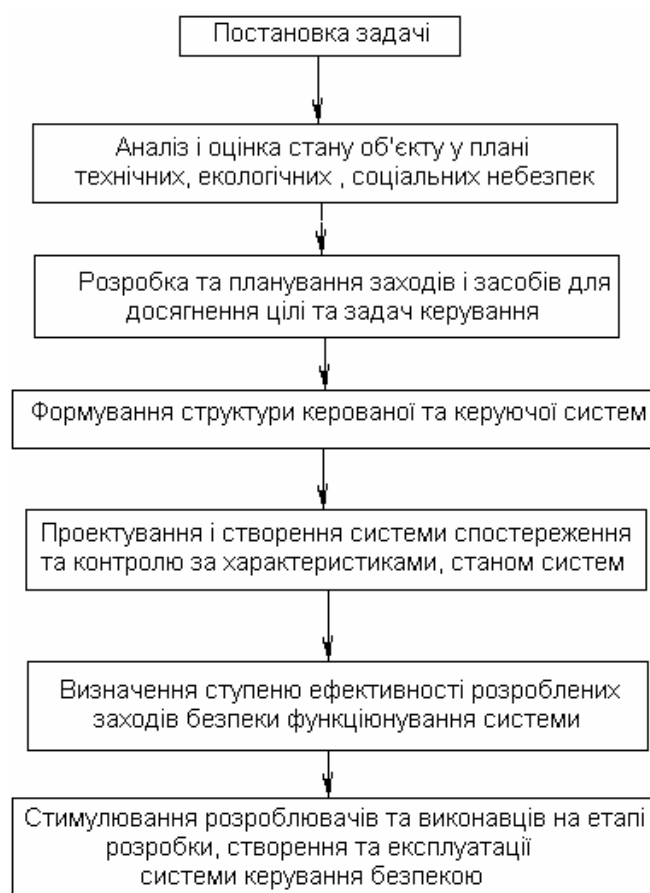 Постановка задачі
Аналіз і оцінка стану об'єкту у плані
технічних, екологічних , соціальних небезпек
Розробка та планування заходів і засобів для
досягнення цілі та задач керування
Формування структури керованої та керуючої систем
Проектування і створення системи спостереження
та контролю за характеристиками, станом систем
Визначення ступеню ефективності розроблених
заходів безпеки функціюнування системи
Стимулювання розроблювачів та виконавців на етапі
розробки, створення та експлуатації
системи керування безпекою